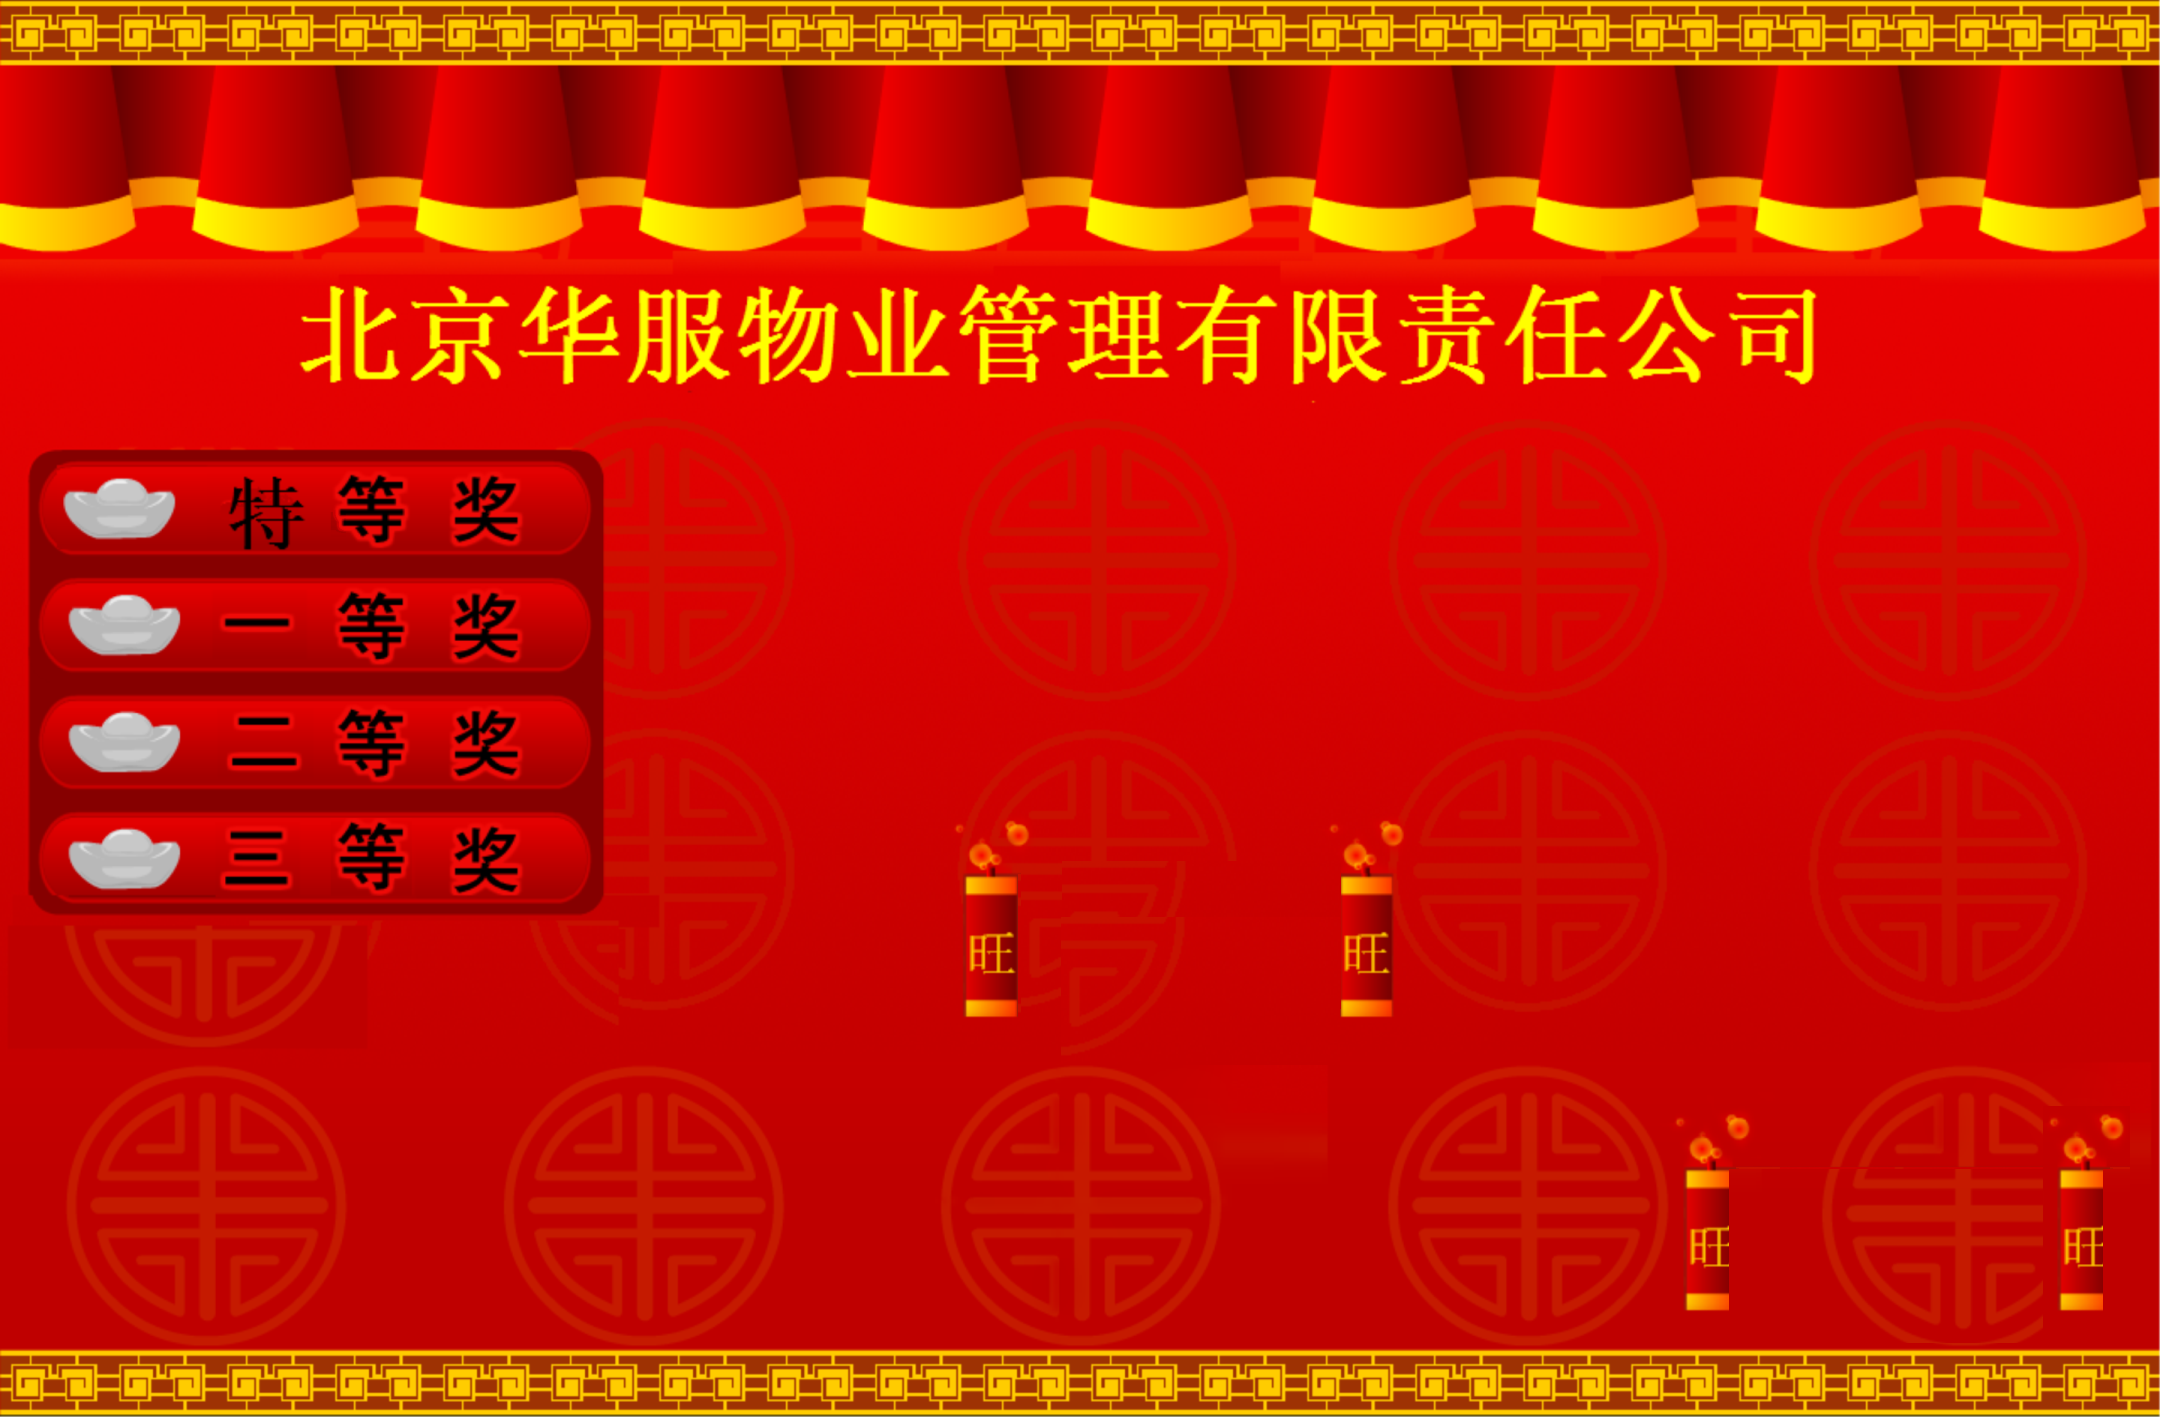 北京华服物业管理有限责任公司
特等奖
一等奖
二等奖
三等奖
旺
旺
旺
旺